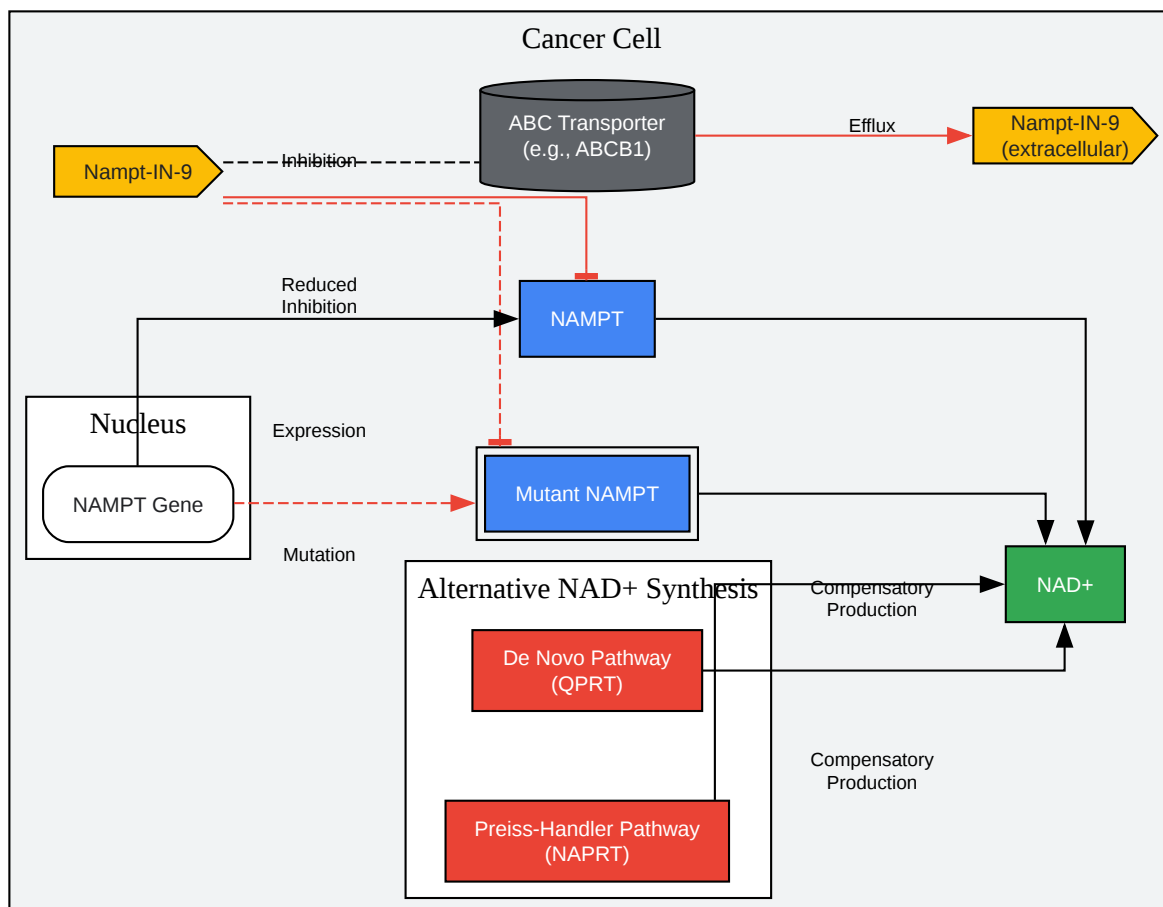 Cancer Cell
ABC Transporter
(e.g., ABCB1)
Efflux
Nampt-IN-9
(extracellular)
Inhibition
Nampt-IN-9
Reduced
Inhibition
NAMPT
Nucleus
Expression
NAMPT Gene
Mutant NAMPT
Mutation
Alternative NAD+ Synthesis
Compensatory
Production
NAD+
De Novo Pathway
(QPRT)
Compensatory
Production
Preiss-Handler Pathway
(NAPRT)